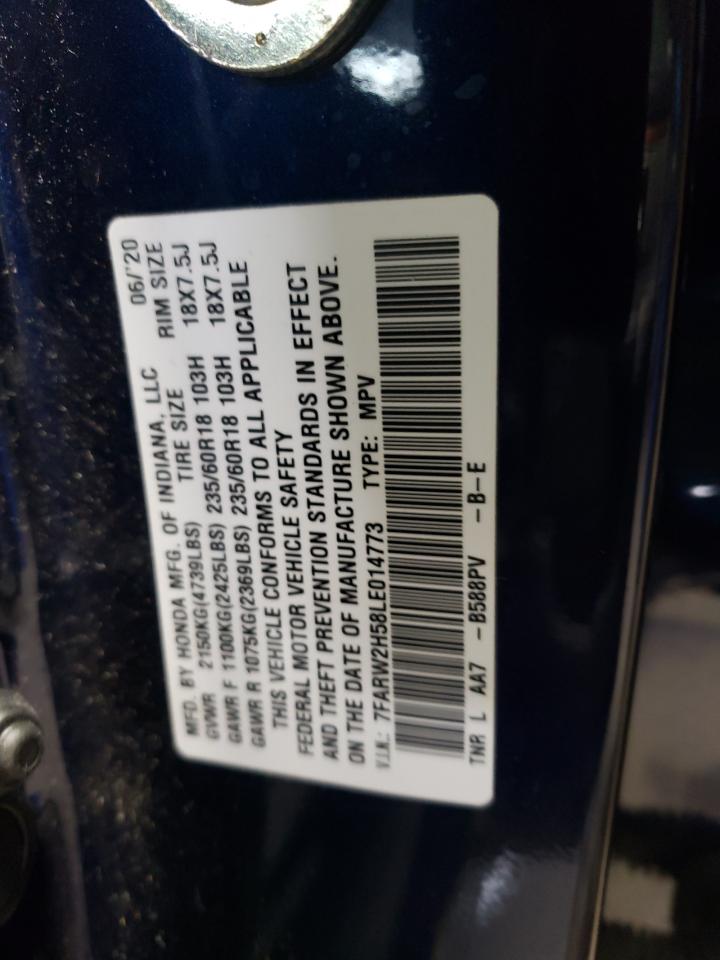 MFD. BY HONDA MFG. OF INDIANA, LLC 06/'20
GVWR 2150KG(4739LBS) TIRE SIZE RIM SIZE
GAWR F 1100KG(2425LBS) 235/60R18 103H 18X7.5J
GAWR R 1075KG(2369LBS) 235/60R18 103H 18X7.5J
THIS VEHICLE CONFORMS TO ALL APPLICABLE
FEDERAL MOTOR VEHICLE SAFETY
AND THEFT PREVENTION STANDARDS IN EFFECT
ON THE DATE OF MANUFACTURE SHOWN ABOVE.
V.I.N.: 7FARW2H58LE014773 TYPE: MPV
TNR L AA7 -B588PV -B-E